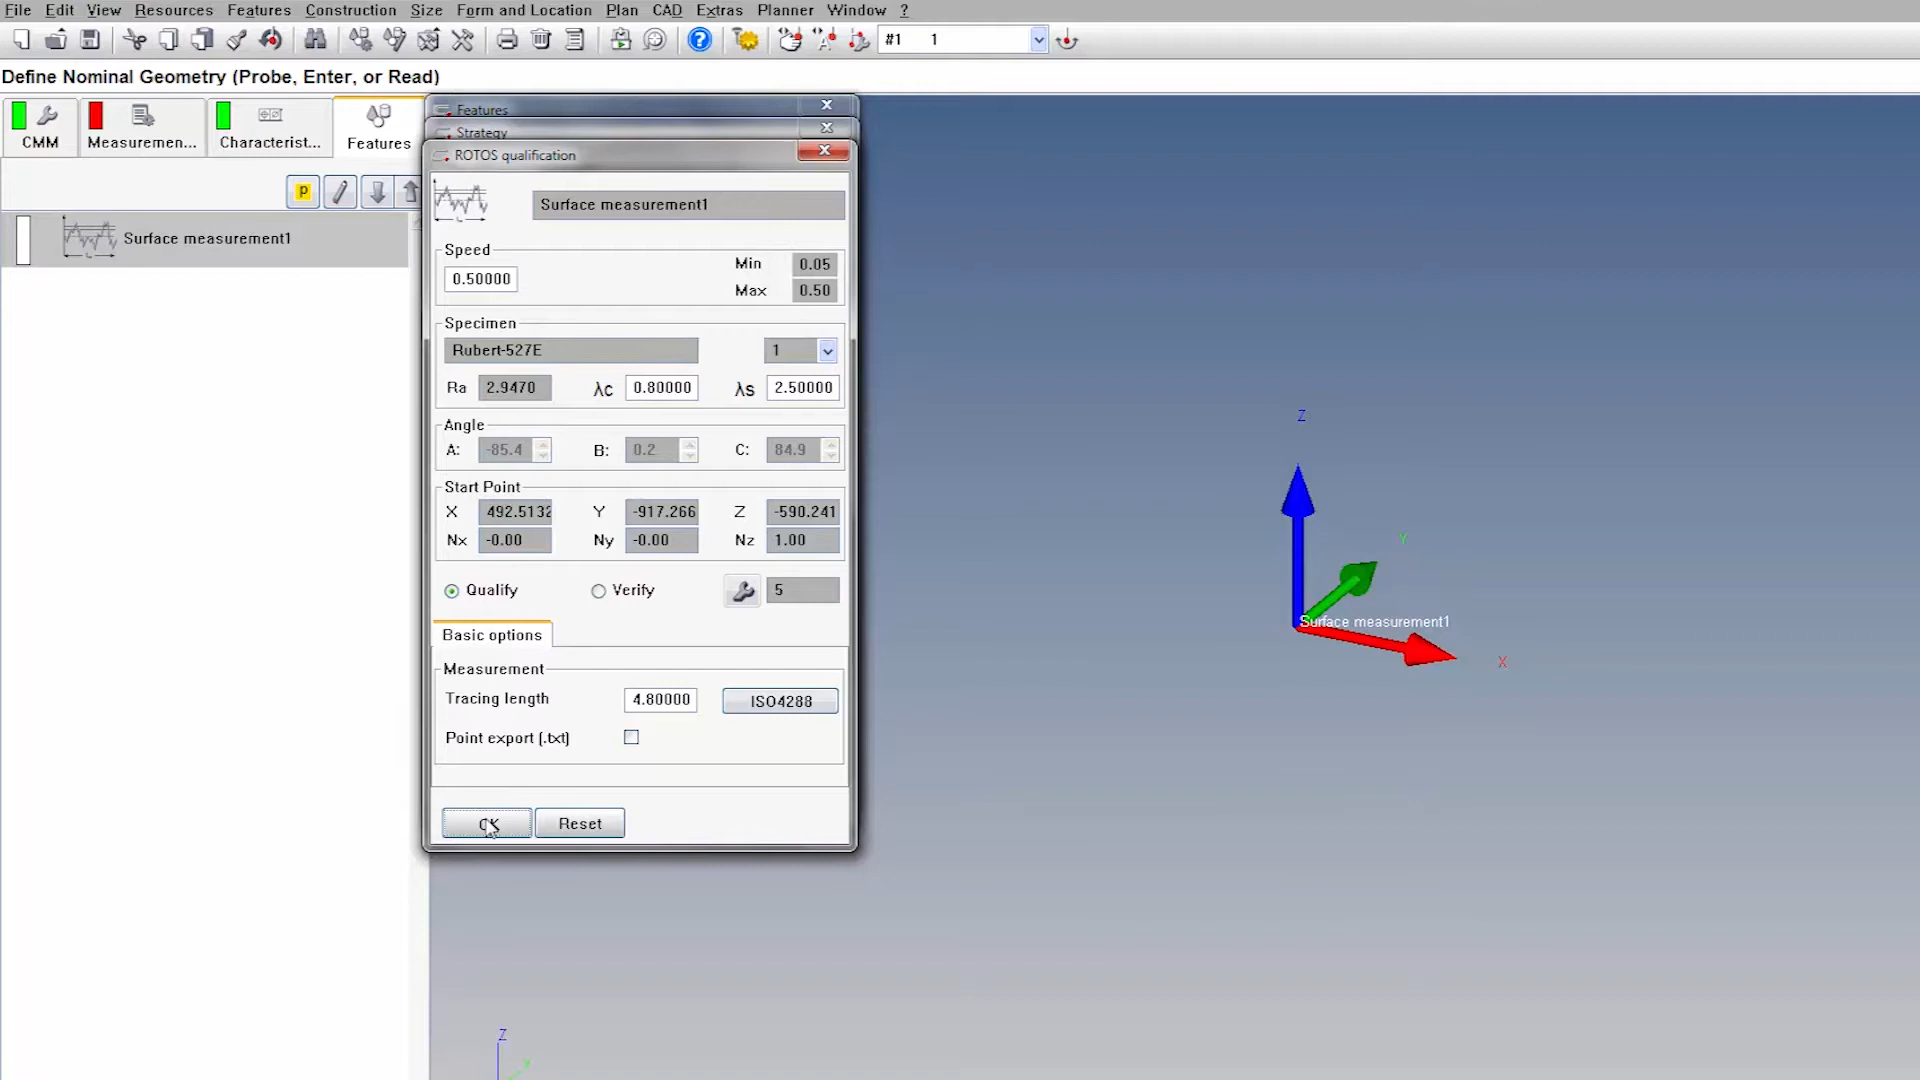 File Edit View Resources Features Construction Size Form and Location Plan CAD Extras Planner Window ?
#1 1
Define Nominal Geometry (Probe, Enter, or Read)
CMM Measuremen... Characterist... Features
P
Surface measurement1
Features
Strategy
ROTOS qualification
Surface measurement1
Speed
0.50000 Min 0.05
Max 0.50
Specimen
Rubert-527E 1
Ra 2.9470 λc 0.80000 λs 2.50000
Angle
A: -85.4 B: 0.2 C: 84.9
Start Point
X 492.5132 Y -917.266 Z -590.241
Nx -0.00 Ny -0.00 Nz 1.00
Qualify Verify 5
Basic options
Measurement
Tracing length 4.80000 ISO4288
Point export (.txt)
OK Reset
Z
Y
Surface measurement1
X
Z
Y